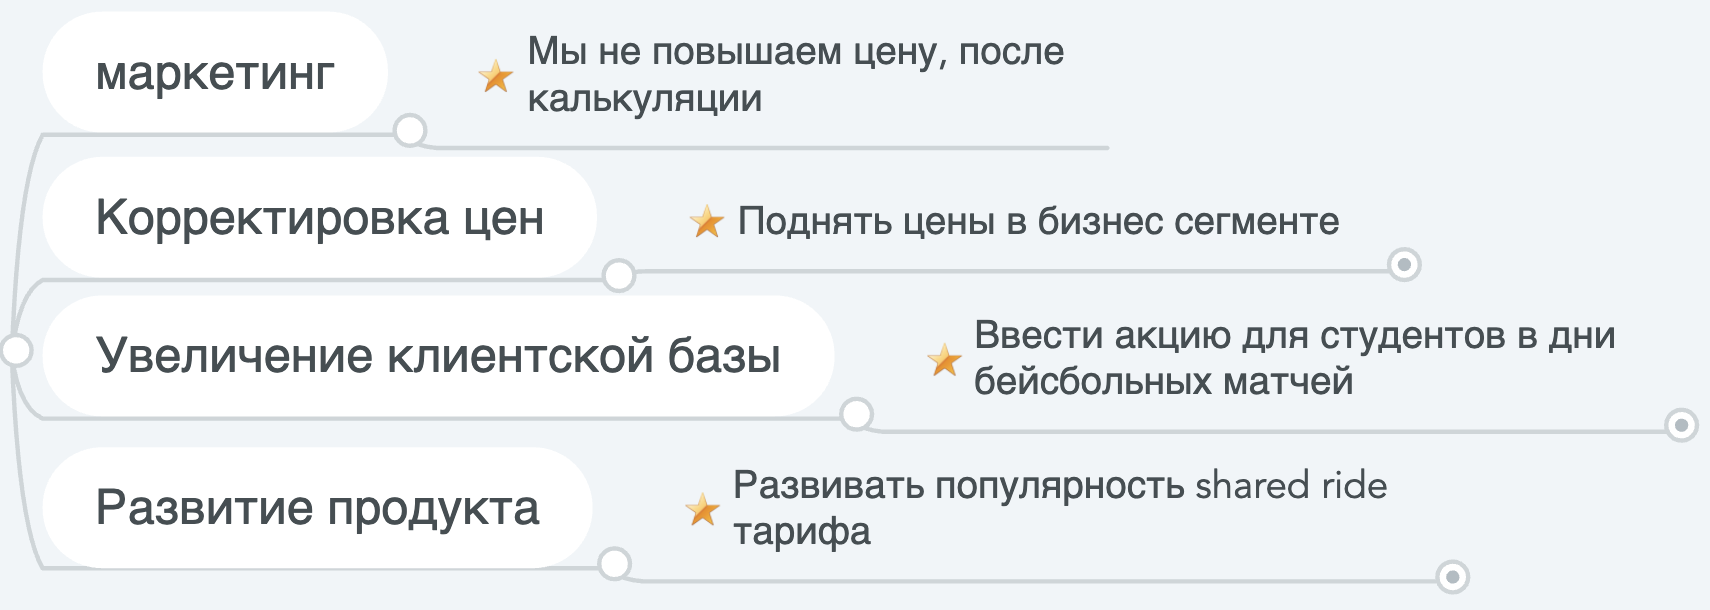 маркетинг
Мы не повышаем цену, после
калькуляции
Корректировка цен
Поднять цены в бизнес сегменте
Увеличение клиентской базы
Ввести акцию для студентов в дни
бейсбольных матчей
Развитие продукта
Развивать популярность shared ride
тарифа